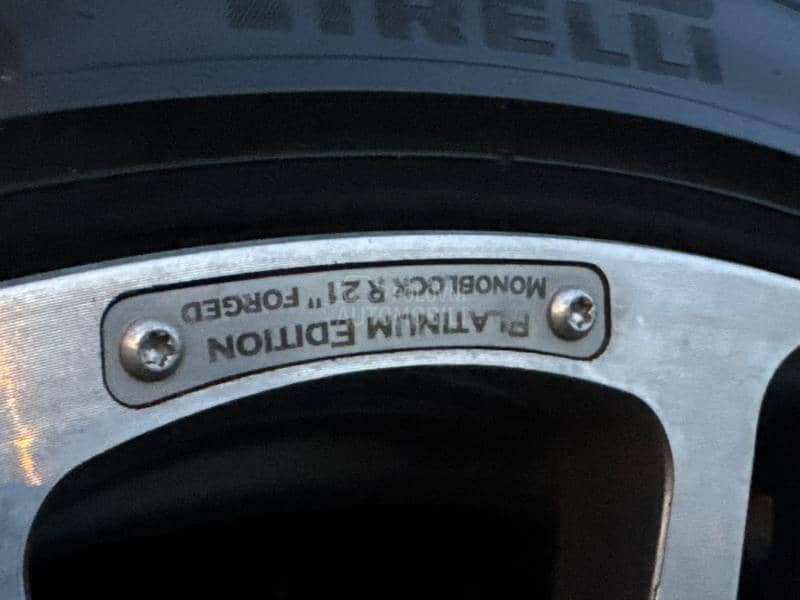 PIRELLI
PLATINUM EDITION
MONOBLOCK R 21" FORGED